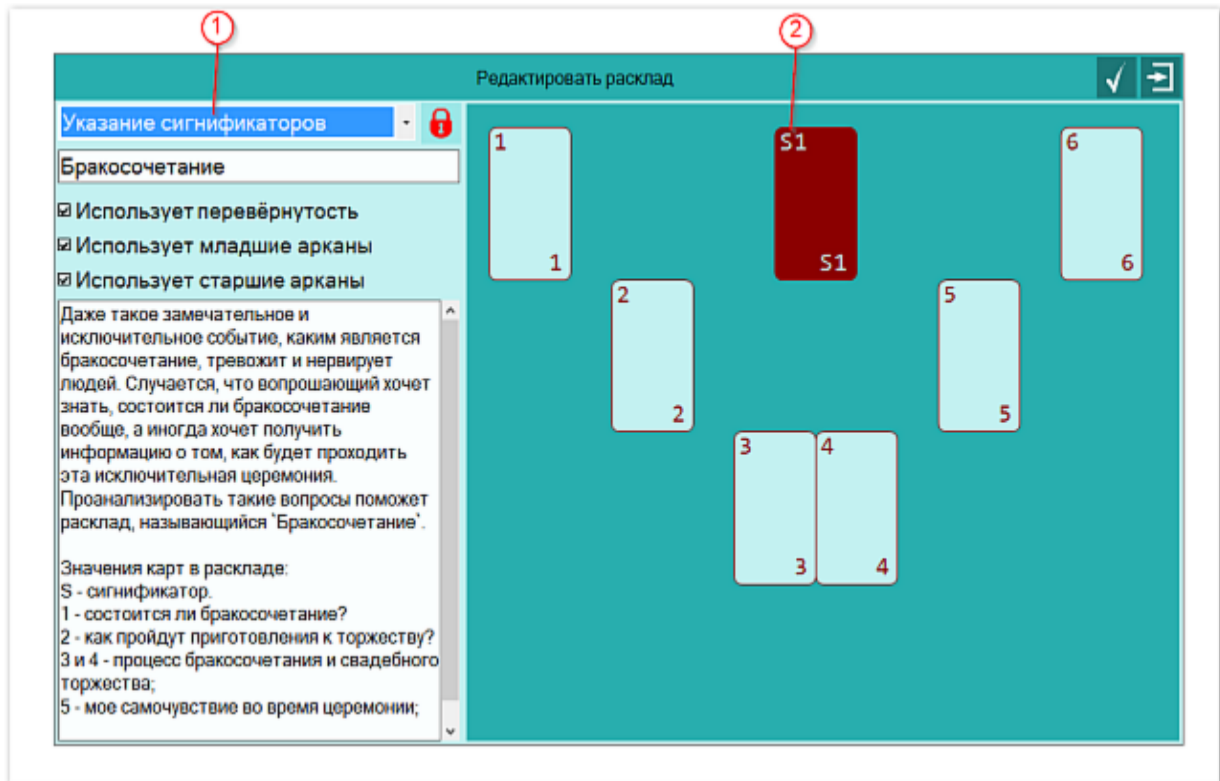 1
2
Редактировать расклад
Указание сигнификаторов
Бракосочетание
Использует перевёрнутость
Использует младшие арканы
Использует старшие арканы
Даже такое замечательное и
исключительное событие, каким является
бракосочетание, тревожит и нервирует
людей. Случается, что вопрошающий хочет
знать, состоится ли бракосочетание
вообще, а иногда хочет получить
информацию о том, как будет проходить
эта исключительная церемония.
Проанализировать такие вопросы поможет
расклад, называющийся `Бракосочетание`.
Значения карт в раскладе:
S - сигнификатор.
1 - состоится ли бракосочетание?
2 - как пройдут приготовления к торжеству?
3 и 4 - процесс бракосочетания и свадебного
торжества;
5 - мое самочувствие во время церемонии;
1
1
S1
S1
6
6
2
2
5
5
3
3
4
4